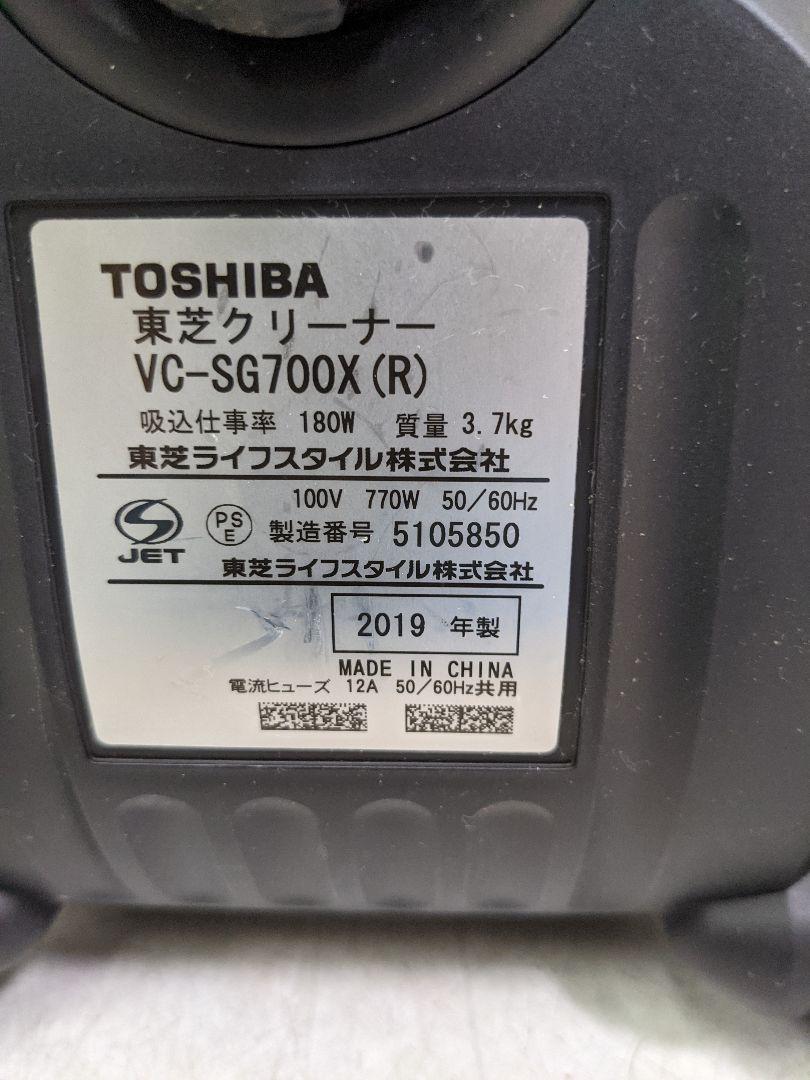 TOSHIBA
東芝クリーナー
VC-SG700X(R)
吸込仕事率 180W 質量 3.7kg
東芝ライフスタイル株式会社
100V 770W 50/60Hz
JET PSE 製造番号 5105850
東芝ライフスタイル株式会社
2019 年製
MADE IN CHINA
電流ヒューズ 12A 50/60Hz共用